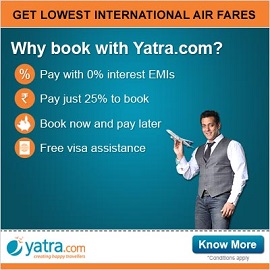 GET LOWEST INTERNATIONAL AIR FARES
Why book with Yatra.com?
% Pay with 0% interest EMIs
₹ Pay just 25% to book
Book now and pay later
Free visa assistance
yatra.com
creating happy travellers
Know More
*Conditions apply